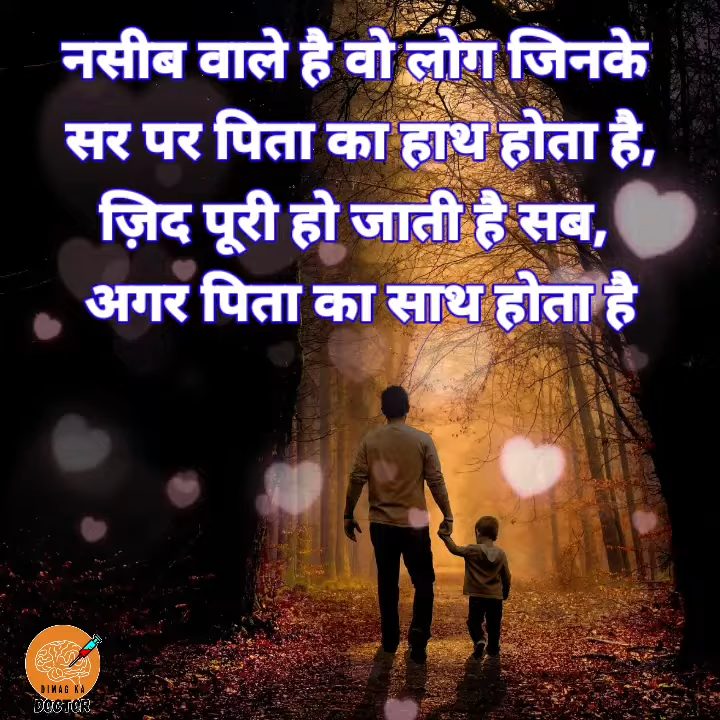 नसीब वाले है वो लोग जिनके
सर पर पिता का हाथ होता है,
ज़िद पूरी हो जाती है सब,
अगर पिता का साथ होता है
DIMAG KA
DOCTOR